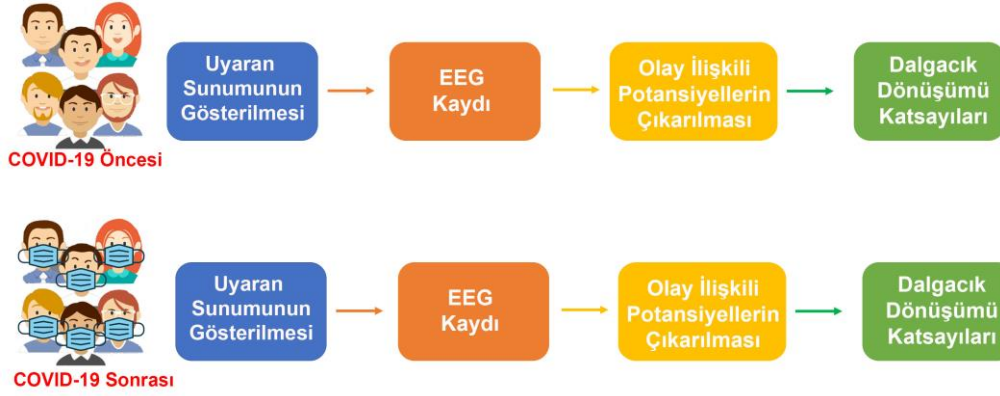 Uyaran
Sunumunun
Gösterilmesi
EEG
Kaydı
Olay İlişkili
Potansiyellerin
Çıkarılması
Dalgacık
Dönüşümü
Katsayıları
COVID-19 Öncesi
Uyaran
Sunumunun
Gösterilmesi
EEG
Kaydı
Olay İlişkili
Potansiyellerin
Çıkarılması
Dalgacık
Dönüşümü
Katsayıları
COVID-19 Sonrası